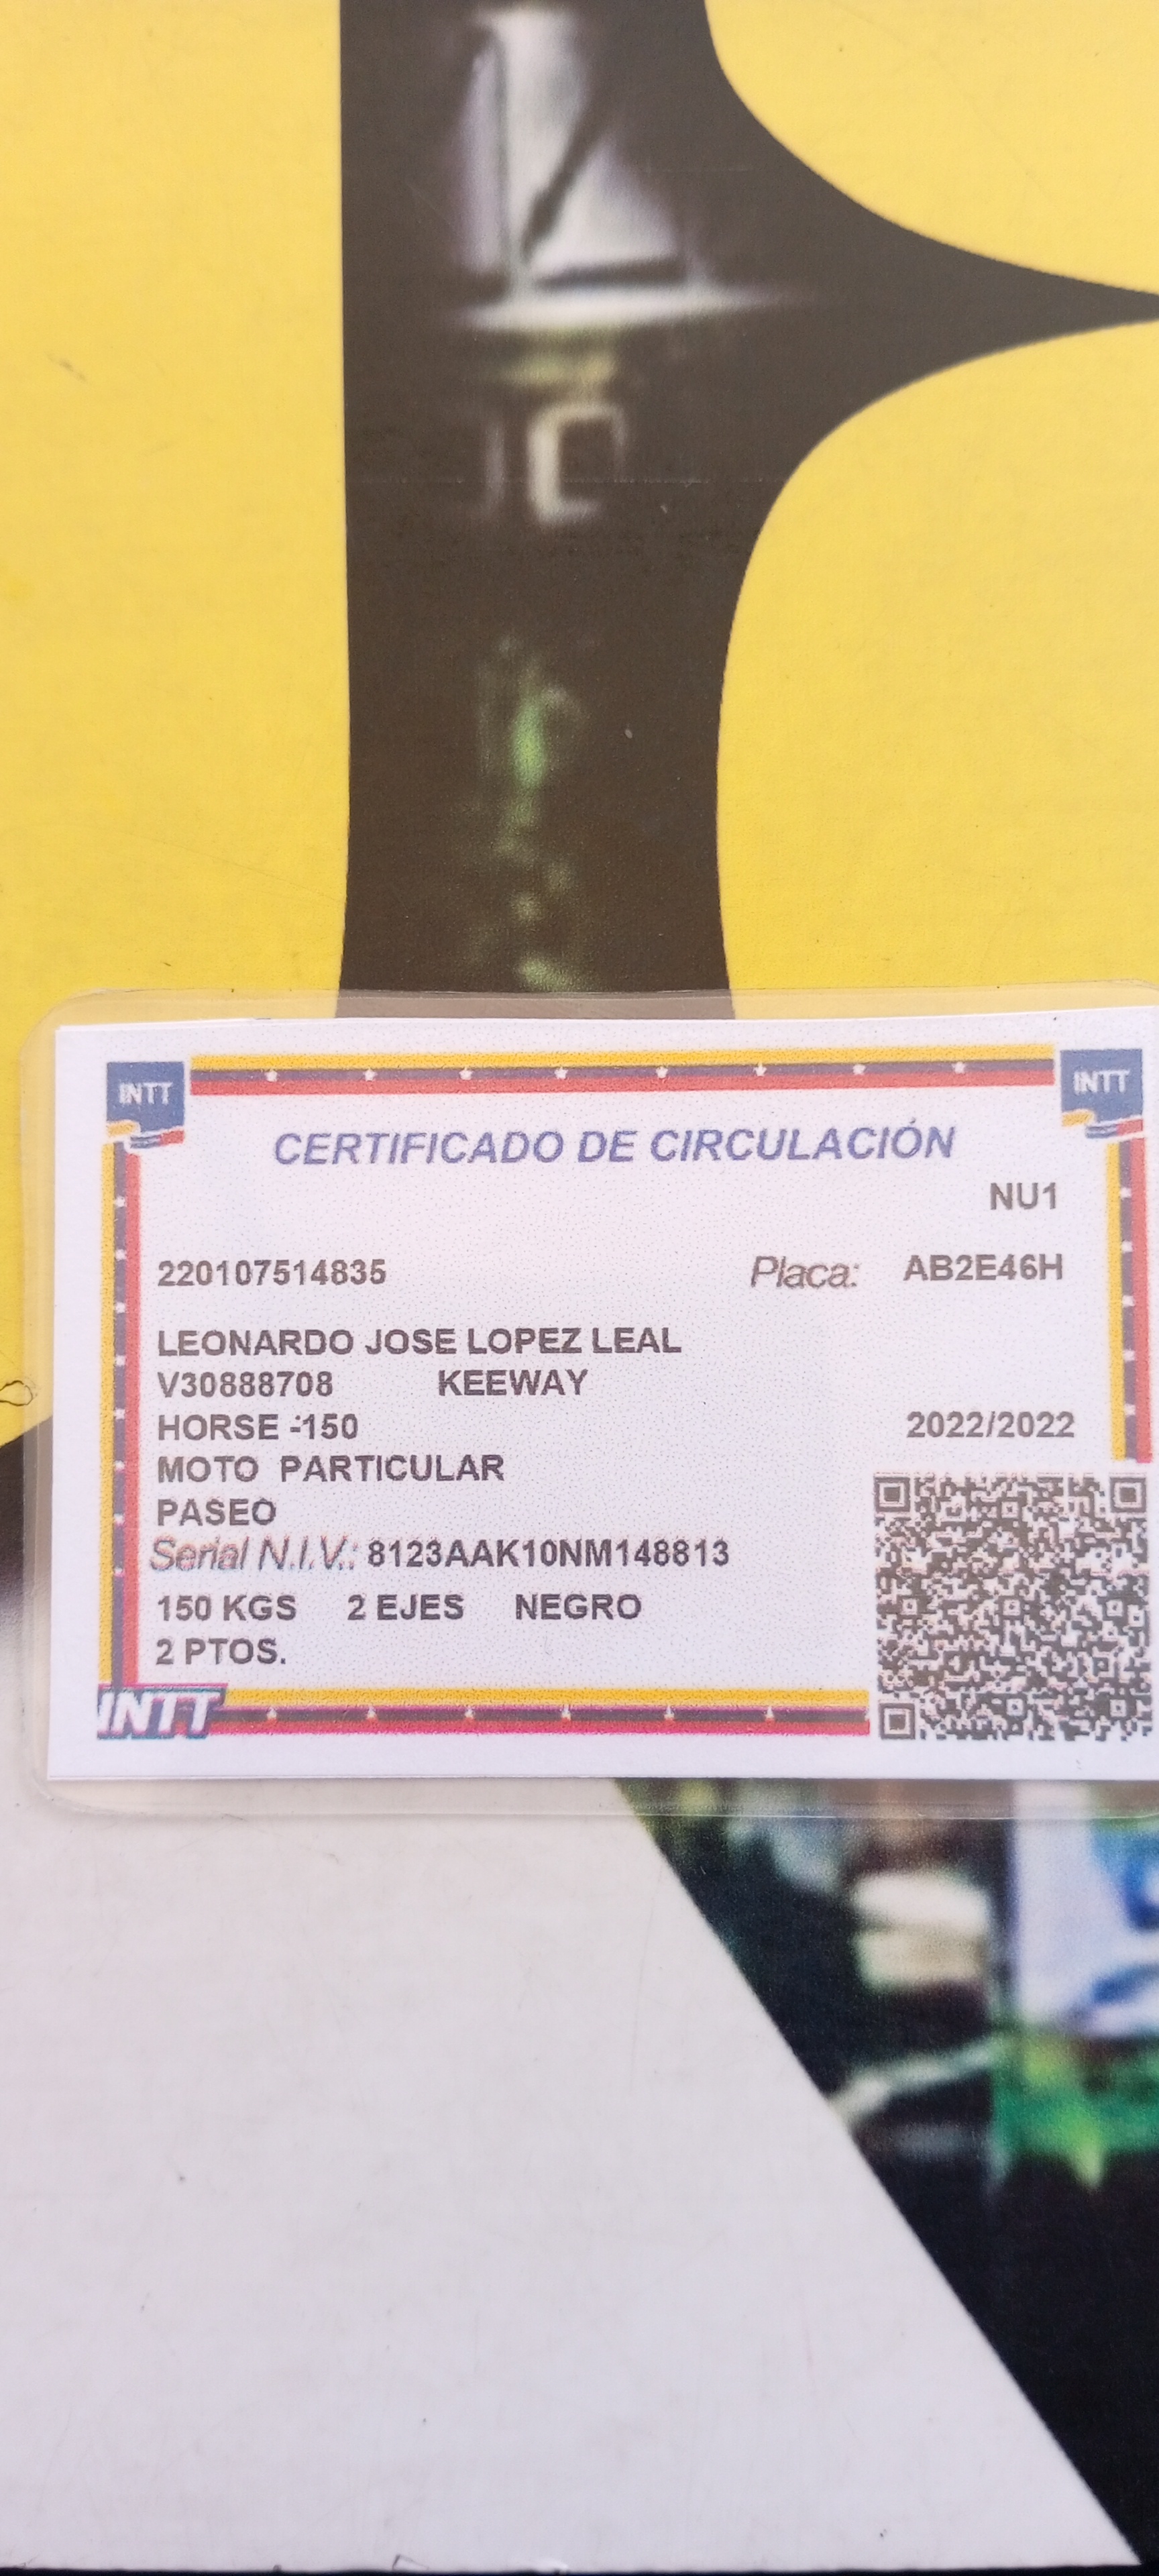 INTT
INTT
CERTIFICADO DE CIRCULACIÓN
NU1
220107514835 Placa: AB2E46H
LEONARDO JOSE LOPEZ LEAL
V30888708 KEEWAY
HORSE -150 2022/2022
MOTO PARTICULAR
PASEO
Serial N.I.V.: 8123AAK10NM148813
150 KGS 2 EJES NEGRO
2 PTOS.
INTT